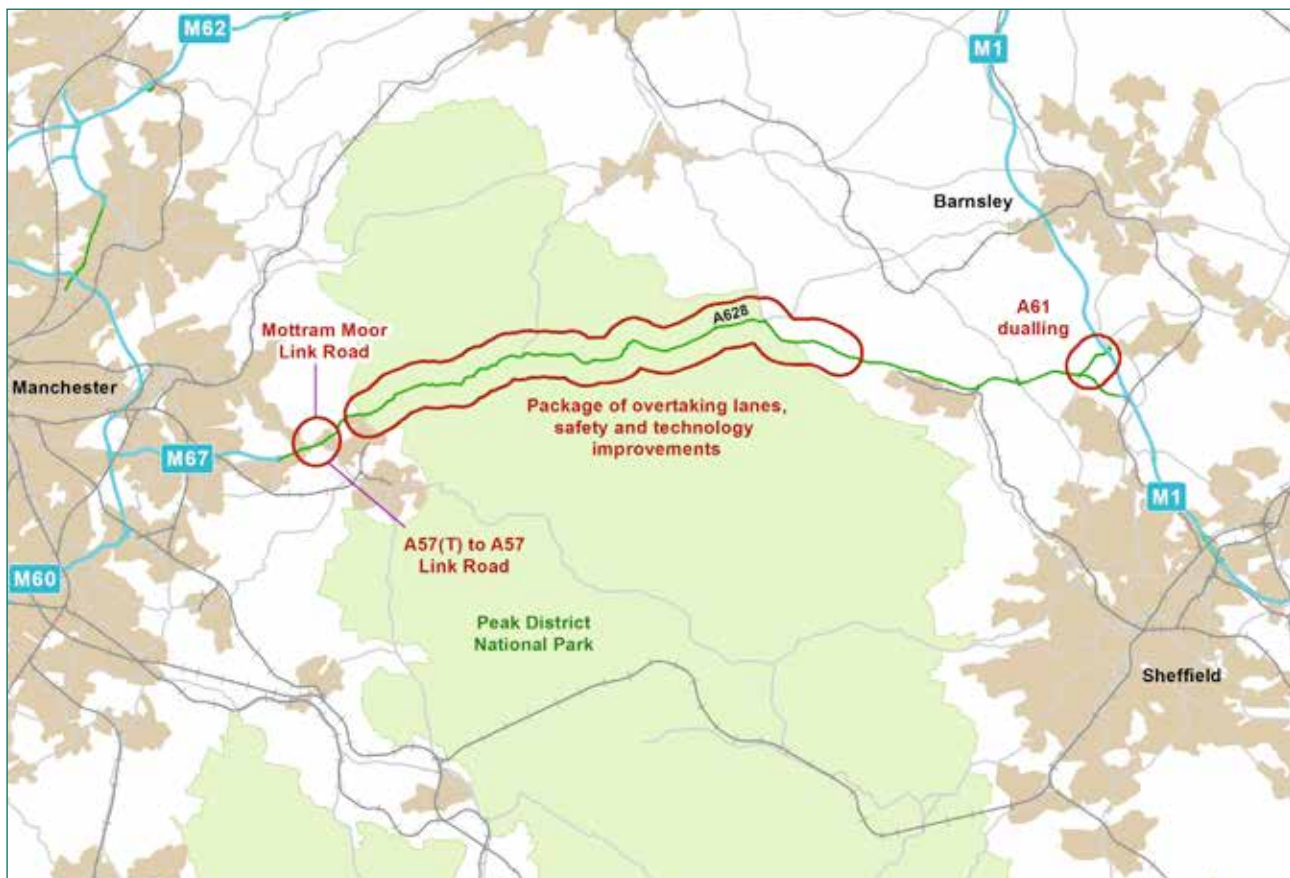 M62
M1
Barnsley
A61
dualling
Mottram Moor
Link Road
A628
Manchester
Package of overtaking lanes,
safety and technology
improvements
M67
M1
A57(T) to A57
Link Road
M60
Peak District
National Park
Sheffield